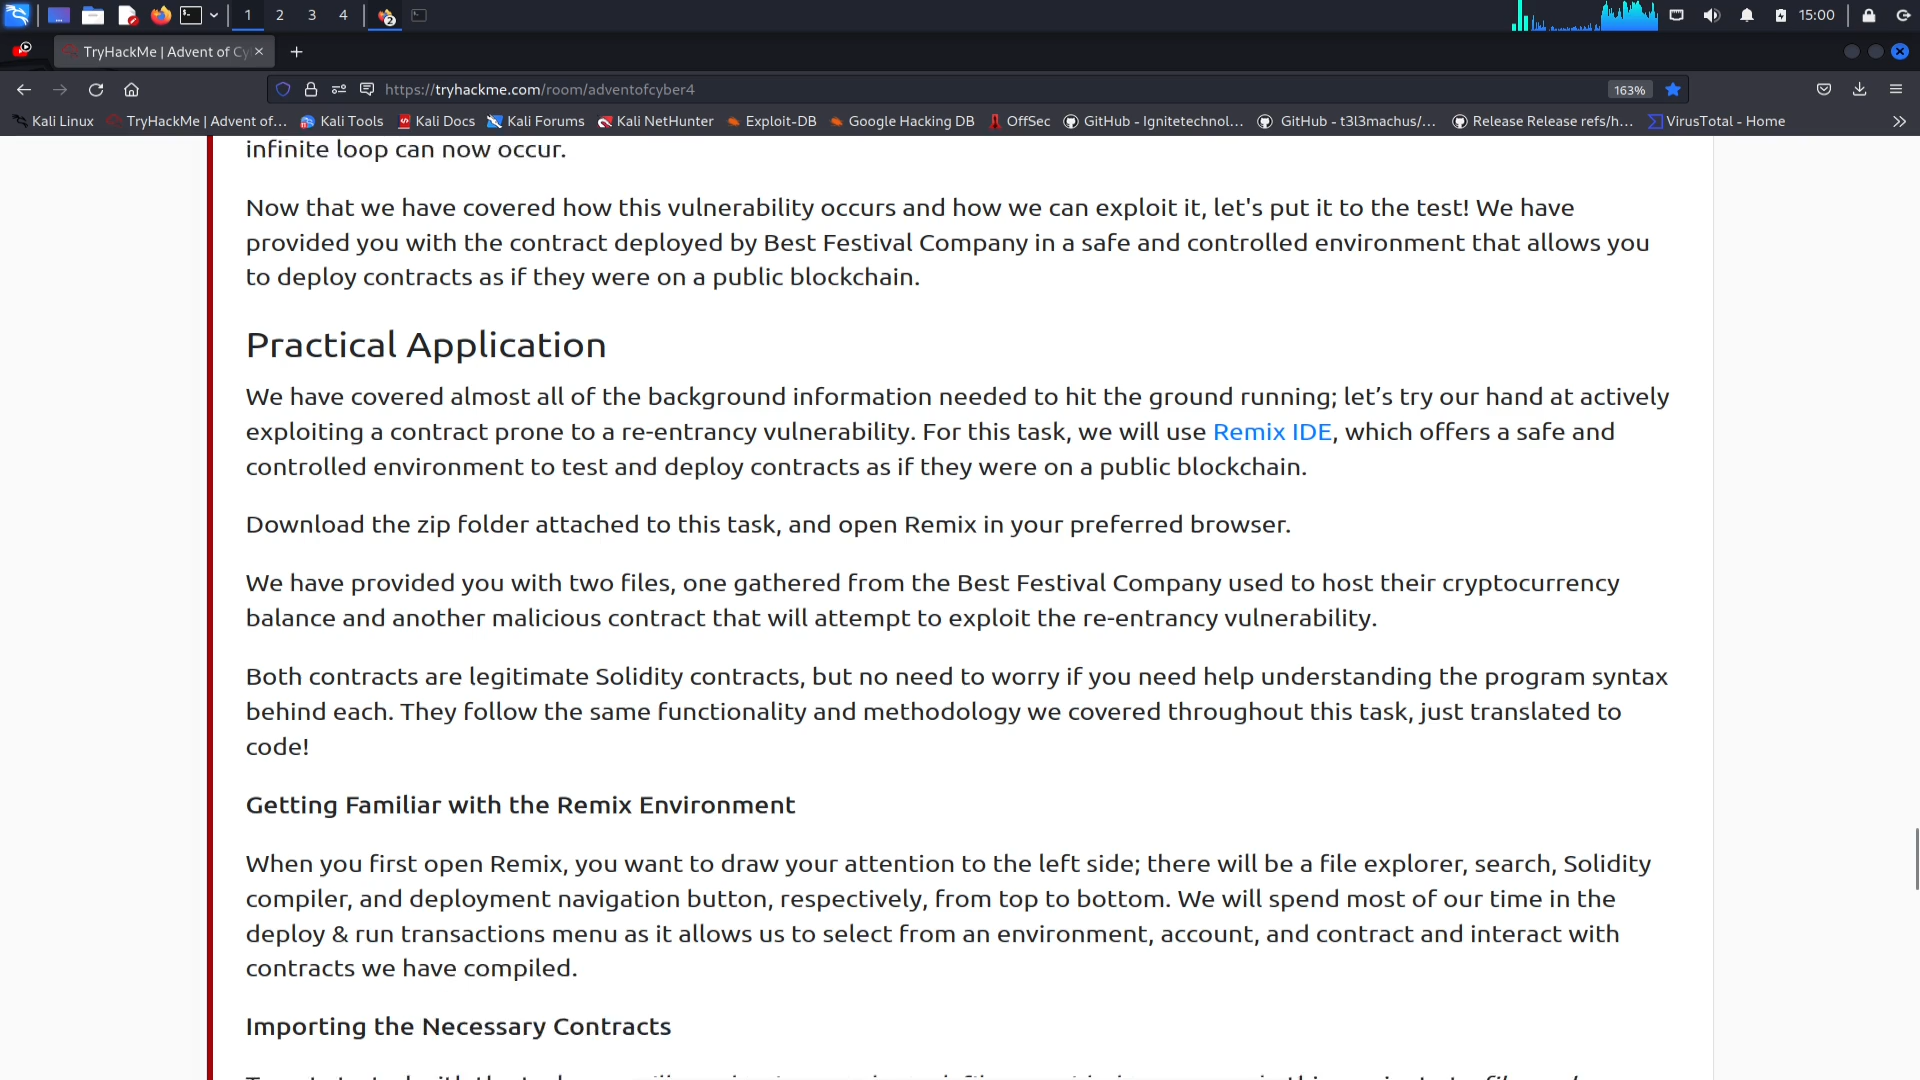 1 2 3 4 2 15:00
TryHackMe | Advent of Cy
https://tryhackme.com/room/adventofcyber4 163%
Kali Linux TryHackMe | Advent of... Kali Tools Kali Docs Kali Forums Kali NetHunter Exploit-DB Google Hacking DB OffSec GitHub - Ignitetechnol... GitHub - t3l3machus/... Release Release refs/h... VirusTotal - Home
infinite loop can now occur.
Now that we have covered how this vulnerability occurs and how we can exploit it, let's put it to the test! We have
provided you with the contract deployed by Best Festival Company in a safe and controlled environment that allows you
to deploy contracts as if they were on a public blockchain.
Practical Application
We have covered almost all of the background information needed to hit the ground running; let’s try our hand at actively
exploiting a contract prone to a re-entrancy vulnerability. For this task, we will use Remix IDE, which offers a safe and
controlled environment to test and deploy contracts as if they were on a public blockchain.
Download the zip folder attached to this task, and open Remix in your preferred browser.
We have provided you with two files, one gathered from the Best Festival Company used to host their cryptocurrency
balance and another malicious contract that will attempt to exploit the re-entrancy vulnerability.
Both contracts are legitimate Solidity contracts, but no need to worry if you need help understanding the program syntax
behind each. They follow the same functionality and methodology we covered throughout this task, just translated to
code!
Getting Familiar with the Remix Environment
When you first open Remix, you want to draw your attention to the left side; there will be a file explorer, search, Solidity
compiler, and deployment navigation button, respectively, from top to bottom. We will spend most of our time in the
deploy & run transactions menu as it allows us to select from an environment, account, and contract and interact with
contracts we have compiled.
Importing the Necessary Contracts